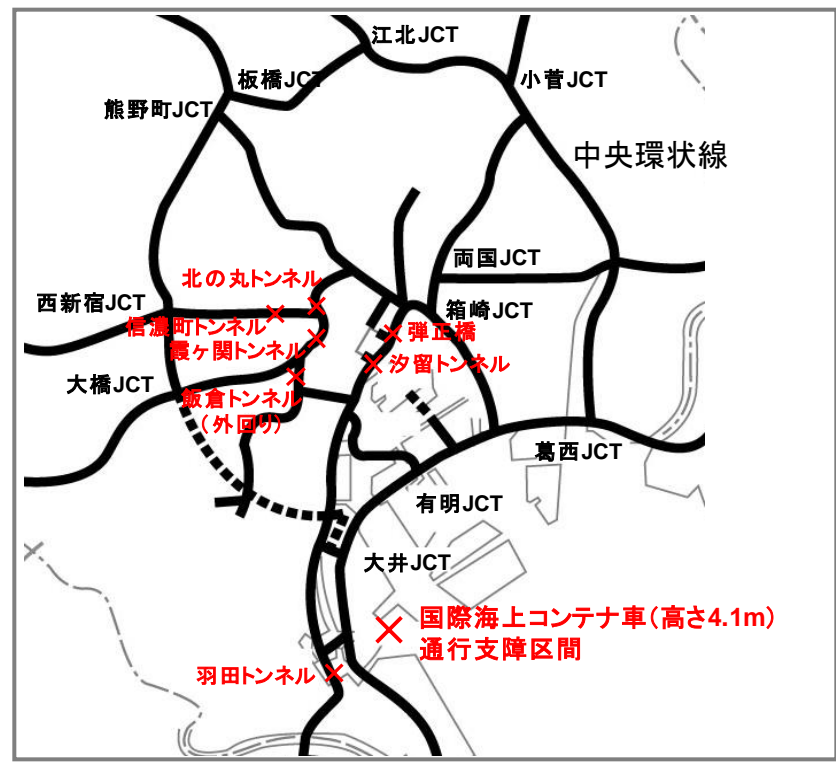 江北JCT
板橋JCT
小菅JCT
熊野町JCT
中央環状線
両国JCT
北の丸トンネル
西新宿JCT
箱崎JCT
信濃町トンネル
弾正橋
霞ヶ関トンネル
汐留トンネル
大橋JCT
飯倉トンネル
（外回り）
葛西JCT
有明JCT
大井JCT
国際海上コンテナ車（高さ4.1m）
通行支障区間
羽田トンネル